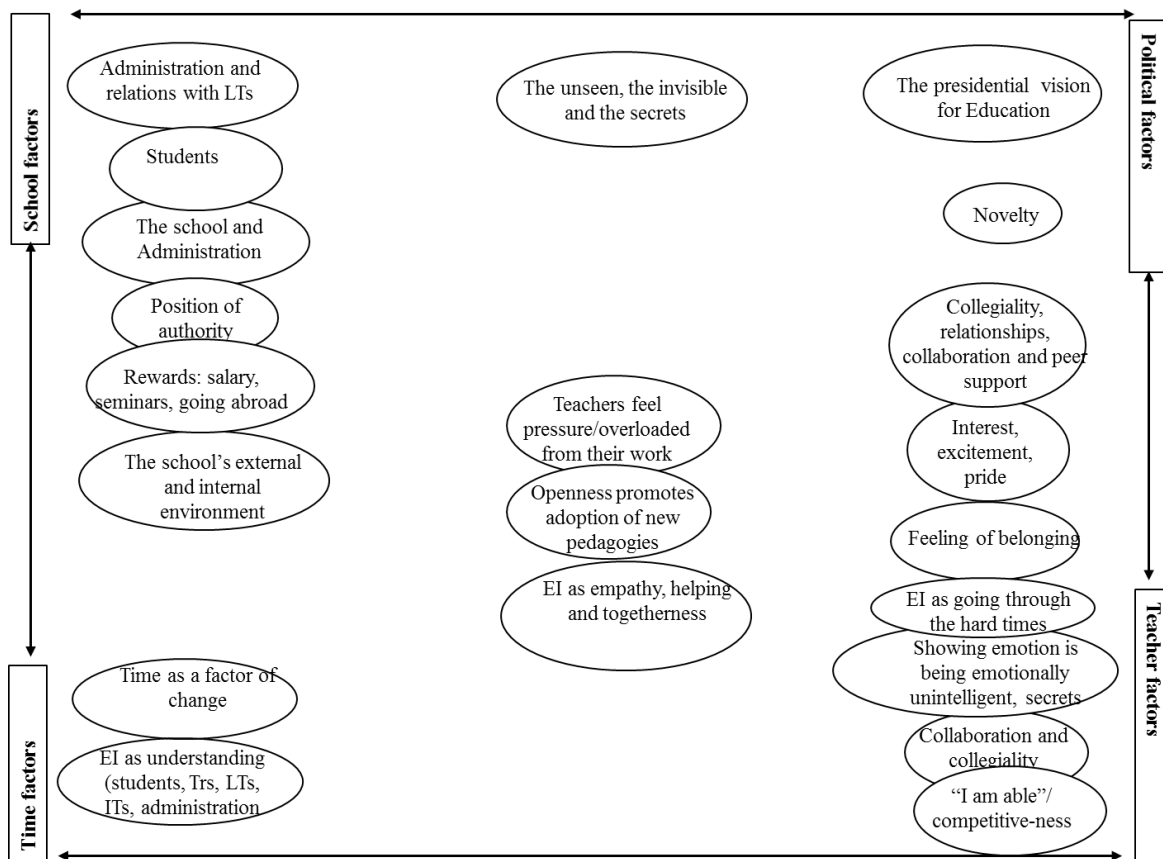 School factors
Administration and
relations with LTs
Students
The school and
Administration
Position of
authority
Rewards: salary,
seminars, going abroad
The school’s external
and internal
environment
Time factors
Time as a factor of
change
EI as understanding
(students, Trs, LTs,
ITs, administration
The unseen, the invisible
and the secrets
Teachers feel
pressure/overloaded
from their work
Openness promotes
adoption of new
pedagogies
EI as empathy, helping
and togetherness
Political factors
The presidential vision
for Education
Novelty
Collegiality,
relationships,
collaboration and peer
support
Interest,
excitement,
pride
Feeling of belonging
Teacher factors
EI as going through
the hard times
Showing emotion is
being emotionally
unintelligent, secrets
Collaboration and
collegiality
“I am able”/
competitive-ness